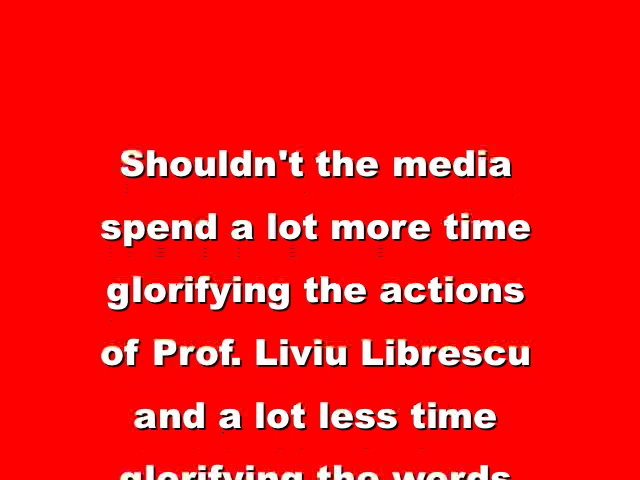 Shouldn't the media
spend a lot more time
glorifying the actions
of Prof. Liviu Librescu
and a lot less time
glorifying the words